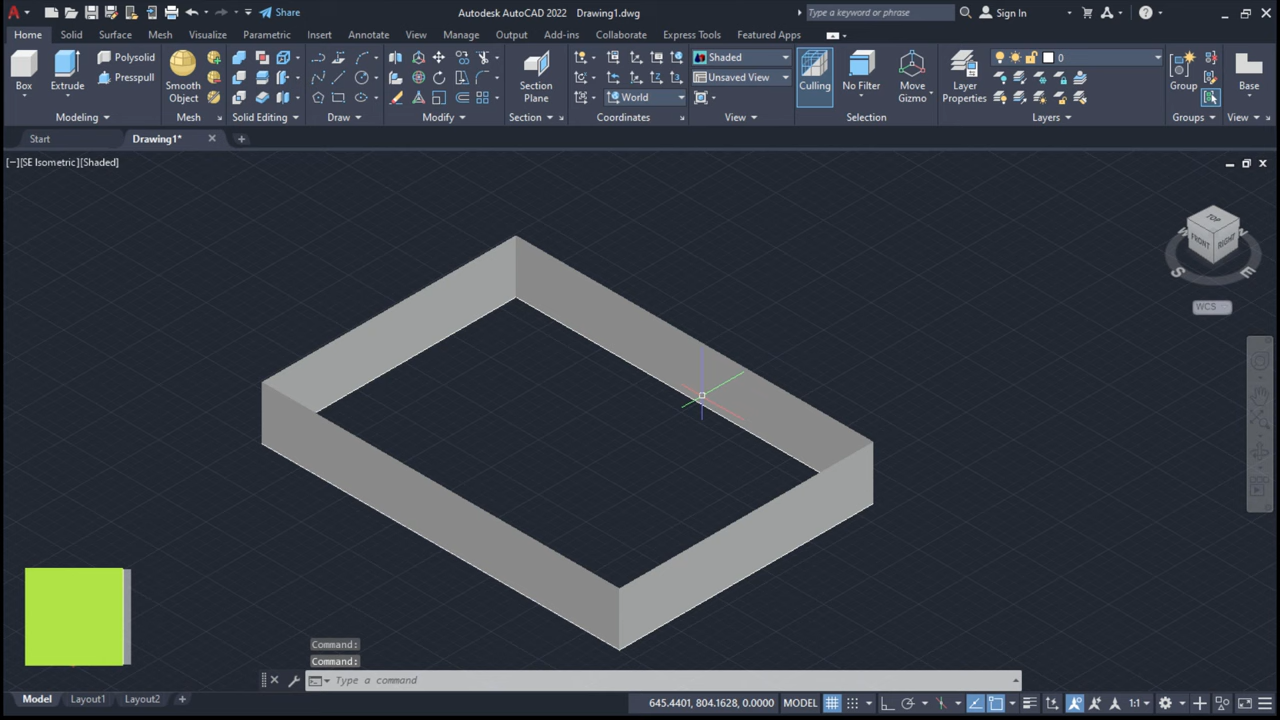 Share
Autodesk AutoCAD 2022 Drawing1.dwg
Type a keyword or phrase
Sign In
Home Solid Surface Mesh Visualize Parametric Insert Annotate View Manage Output Add-ins Collaborate Express Tools Featured Apps
Box
Extrude
Polysolid
Presspull
Smooth
Object
Section
Plane
Shaded
Unsaved View
World
Culling
No Filter
Move
Gizmo
Layer
Properties
0
Group
Base
Modeling Mesh Solid Editing Draw Modify Section Coordinates View Selection Layers Groups View
Start Drawing1*
[−][SE Isometric][Shaded]
TOP
FRONT
RIGHT
W
N
S
E
WCS
Command:
Command:
Type a command
Model Layout1 Layout2
645.4401, 804.1628, 0.0000 MODEL 1:1